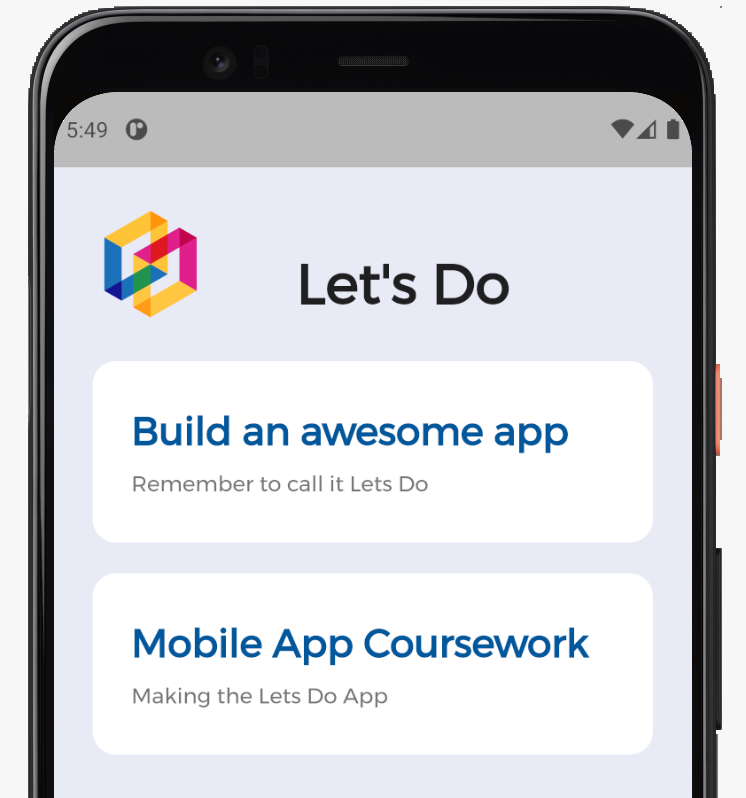 5:49
Let's Do
Build an awesome app
Remember to call it Lets Do
Mobile App Coursework
Making the Lets Do App